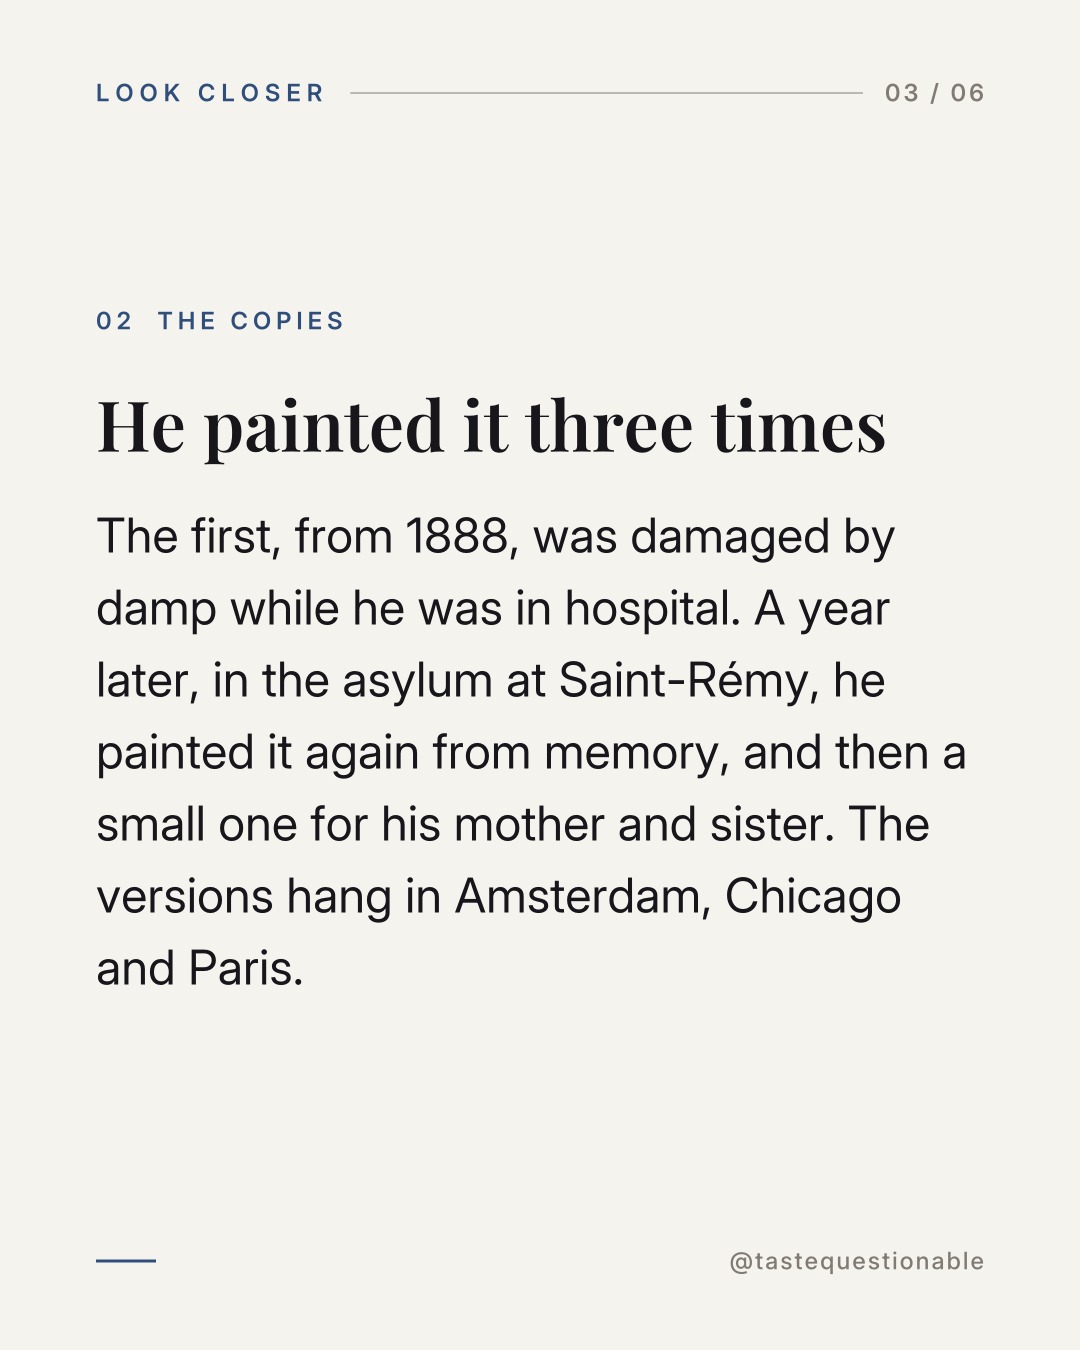 LOOK CLOSER 03 / 06
02 THE COPIES
He painted it three times
The first, from 1888, was damaged by
damp while he was in hospital. A year
later, in the asylum at Saint-Rémy, he
painted it again from memory, and then a
small one for his mother and sister. The
versions hang in Amsterdam, Chicago
and Paris.
@tastequestionable